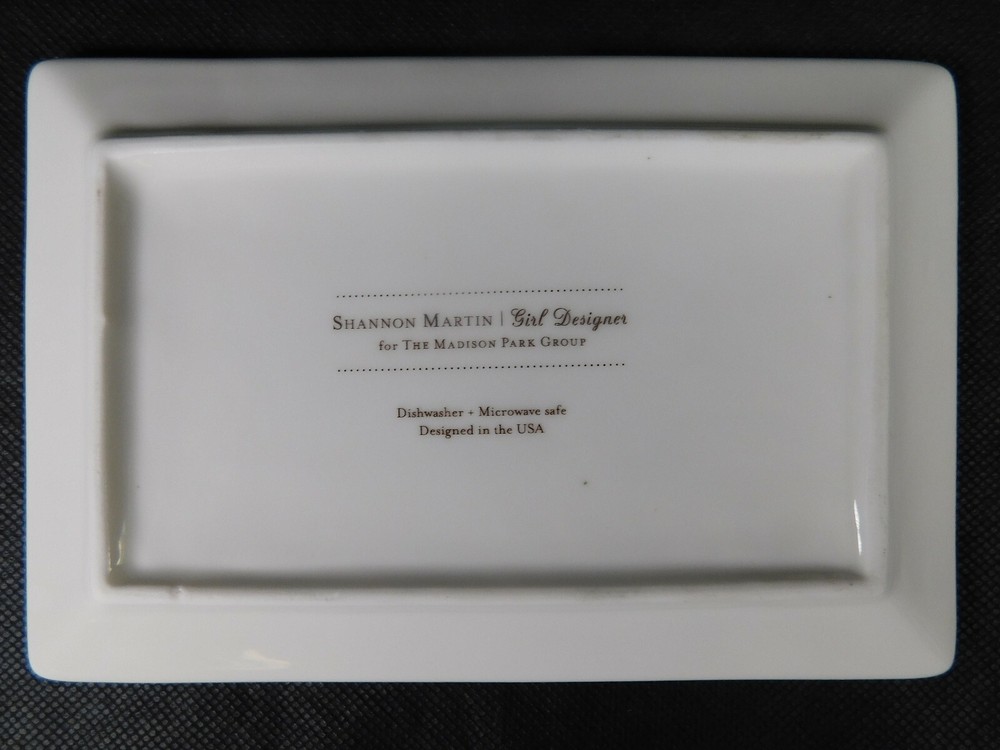 SHANNON MARTIN | Girl Designer
for THE MADISON PARK GROUP
Dishwasher + Microwave safe
Designed in the USA